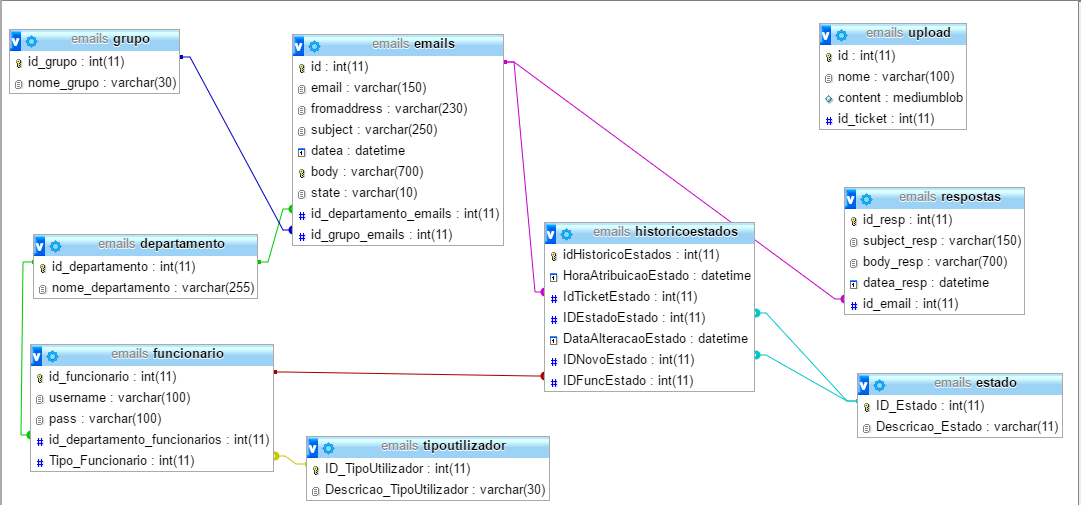 emails grupo
id_grupo : int(11)
nome_grupo : varchar(30)
emails emails
id : int(11)
email : varchar(150)
fromaddress : varchar(230)
subject : varchar(250)
datea : datetime
body : varchar(700)
state : varchar(10)
id_departamento_emails : int(11)
id_grupo_emails : int(11)
emails upload
id : int(11)
nome : varchar(100)
content : mediumblob
id_ticket : int(11)
emails departamento
id_departamento : int(11)
nome_departamento : varchar(255)
emails historicoestados
idHistoricoEstados : int(11)
HoraAtribuicaoEstado : datetime
IdTicketEstado : int(11)
IDEstadoEstado : int(11)
DataAlteracaoEstado : datetime
IDNovoEstado : int(11)
IDFuncEstado : int(11)
emails respostas
id_resp : int(11)
subject_resp : varchar(150)
body_resp : varchar(700)
datea_resp : datetime
id_email : int(11)
emails funcionario
id_funcionario : int(11)
username : varchar(100)
pass : varchar(100)
id_departamento_funcionarios : int(11)
Tipo_Funcionario : int(11)
emails estado
ID_Estado : int(11)
Descricao_Estado : varchar(11)
emails tipoutilizador
ID_TipoUtilizador : int(11)
Descricao_TipoUtilizador : varchar(30)